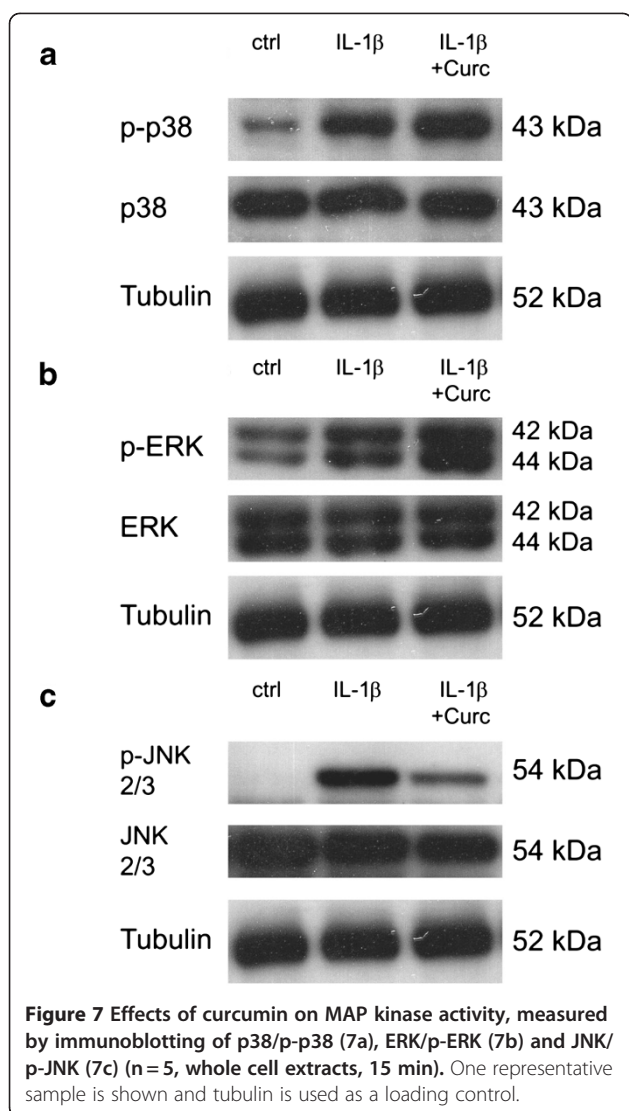 a
ctrl IL-1β IL-1β
+Curc
p-p38 43 kDa
p38 43 kDa
Tubulin 52 kDa
b
ctrl IL-1β IL-1β
+Curc
p-ERK 42 kDa
44 kDa
ERK 42 kDa
44 kDa
Tubulin 52 kDa
c
ctrl IL-1β IL-1β
+Curc
p-JNK
2/3 54 kDa
JNK
2/3 54 kDa
Tubulin 52 kDa
Figure 7 Effects of curcumin on MAP kinase activity, measured
by immunoblotting of p38/p-p38 (7a), ERK/p-ERK (7b) and JNK/
p-JNK (7c) (n = 5, whole cell extracts, 15 min). One representative
sample is shown and tubulin is used as a loading control.